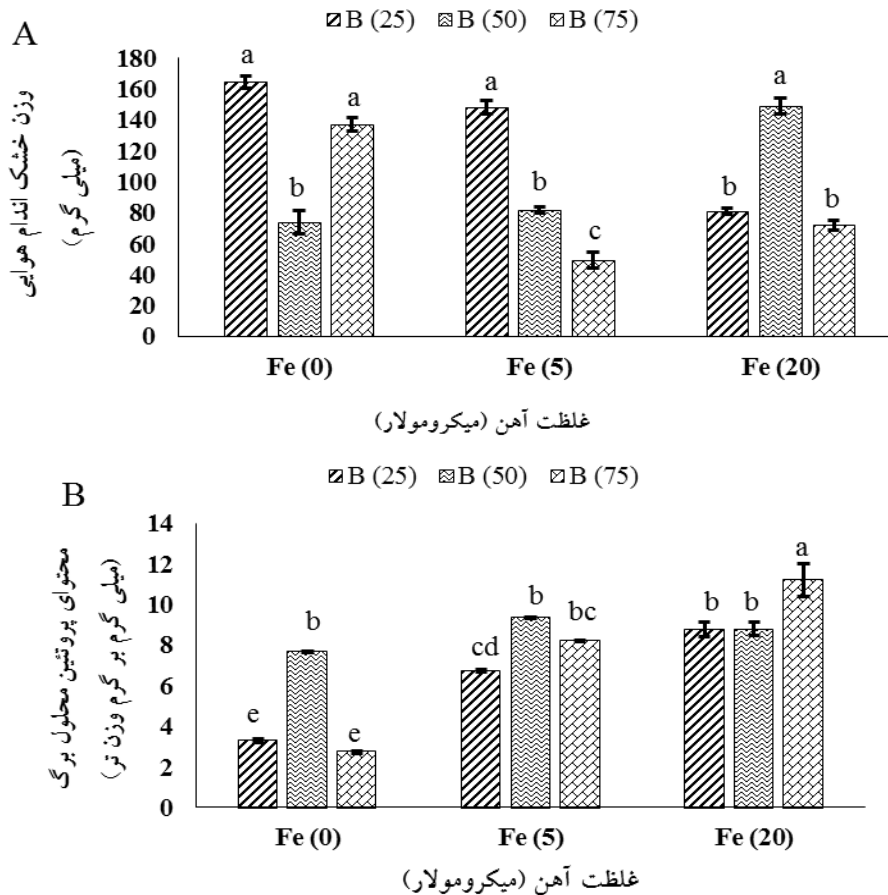 B (25) B (50) B (75)
A
وزن خشک اندام هوایی
(میلی گرم)
180
160
140
120
100
80
60
40
20
0
a
b
a
a
b
c
b
a
b
Fe (0) Fe (5) Fe (20)
غلظت آهن (میکرومولار)
B (25) B (50) B (75)
B
محتوای پروتئین محلول برگ
(میلی گرم بر گرم وزن تر)
14
12
10
8
6
4
2
0
e
b
e
cd
b
bc
b
b
a
Fe (0) Fe (5) Fe (20)
غلظت آهن (میکرومولار)